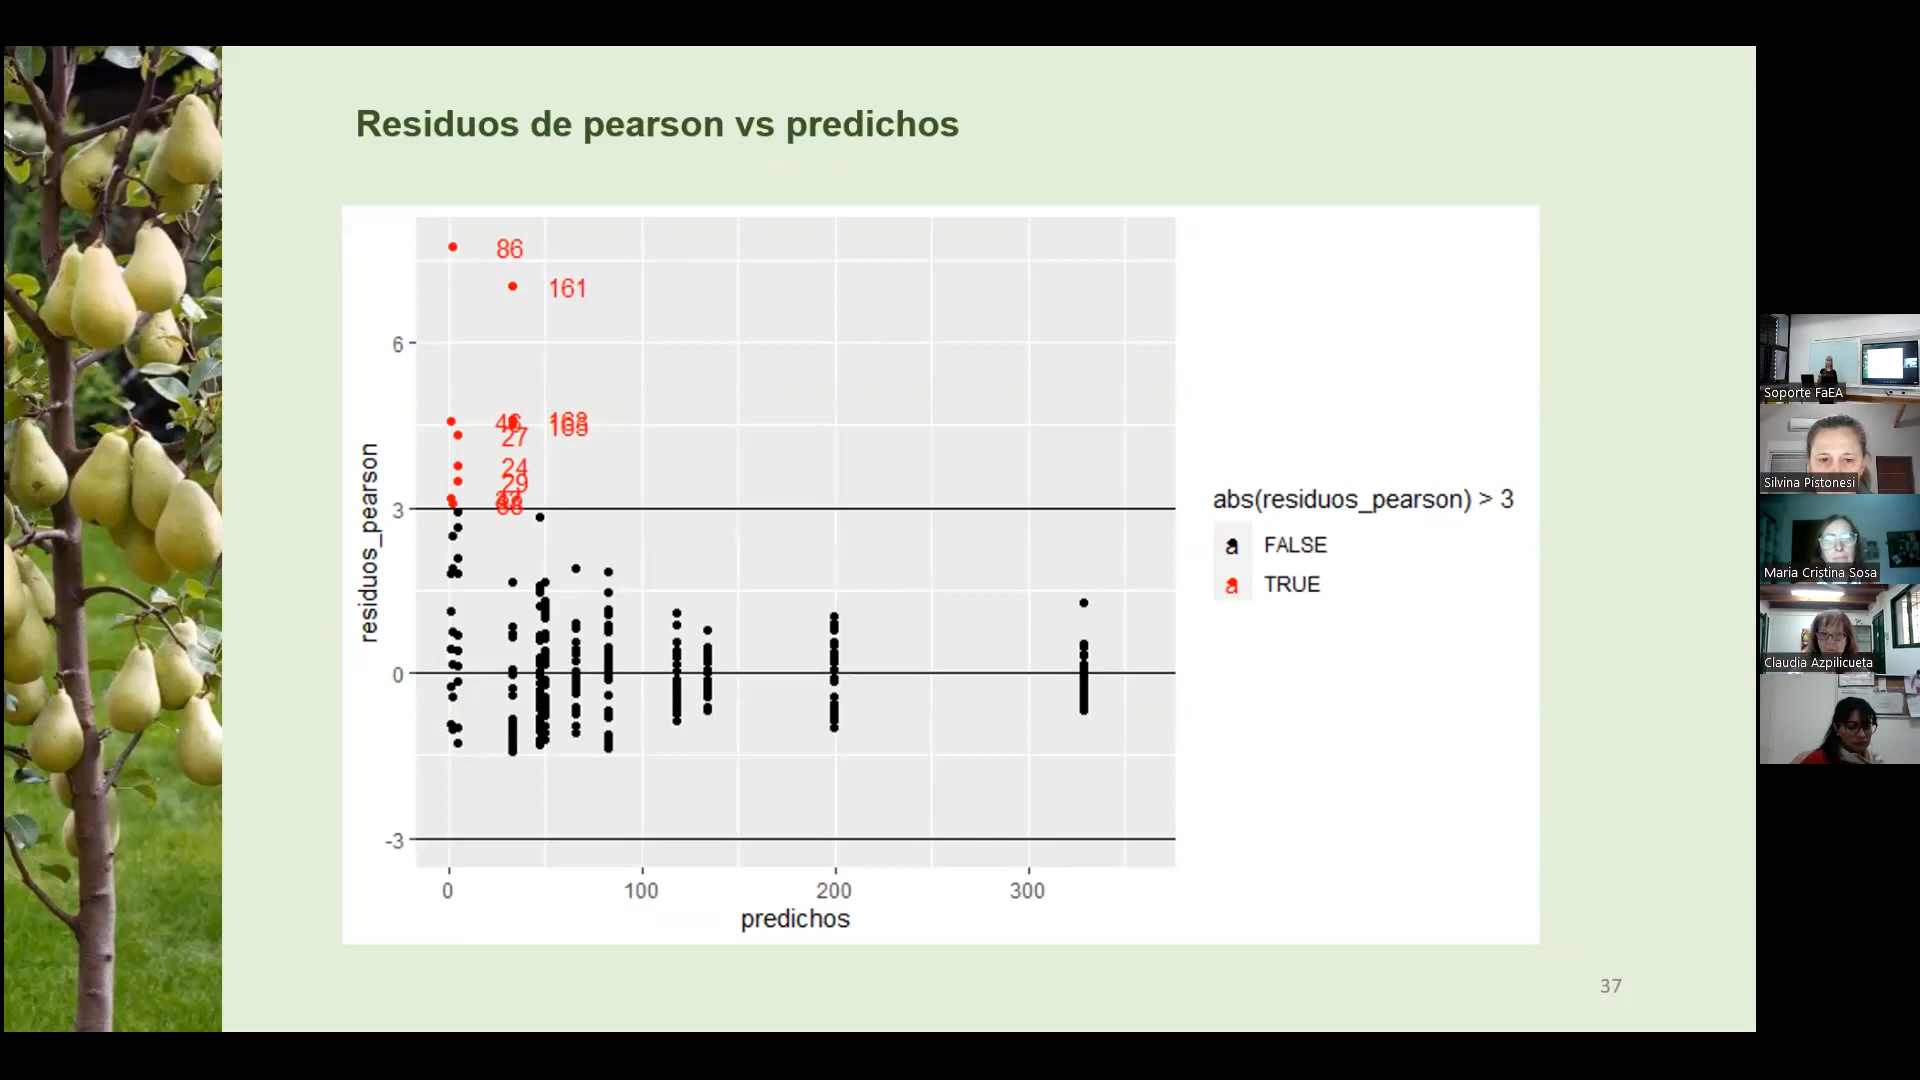 Residuos de pearson vs predichos
86
161
6
46
27
24
29
3
abs(residuos_pearson) > 3
a FALSE
a TRUE
residuos_pearson
0
-3
0 100 200 300
predichos
37
Soporte FaEA
Silvina Pistonesi
Maria Cristina Sosa
Claudia Azpilicueta